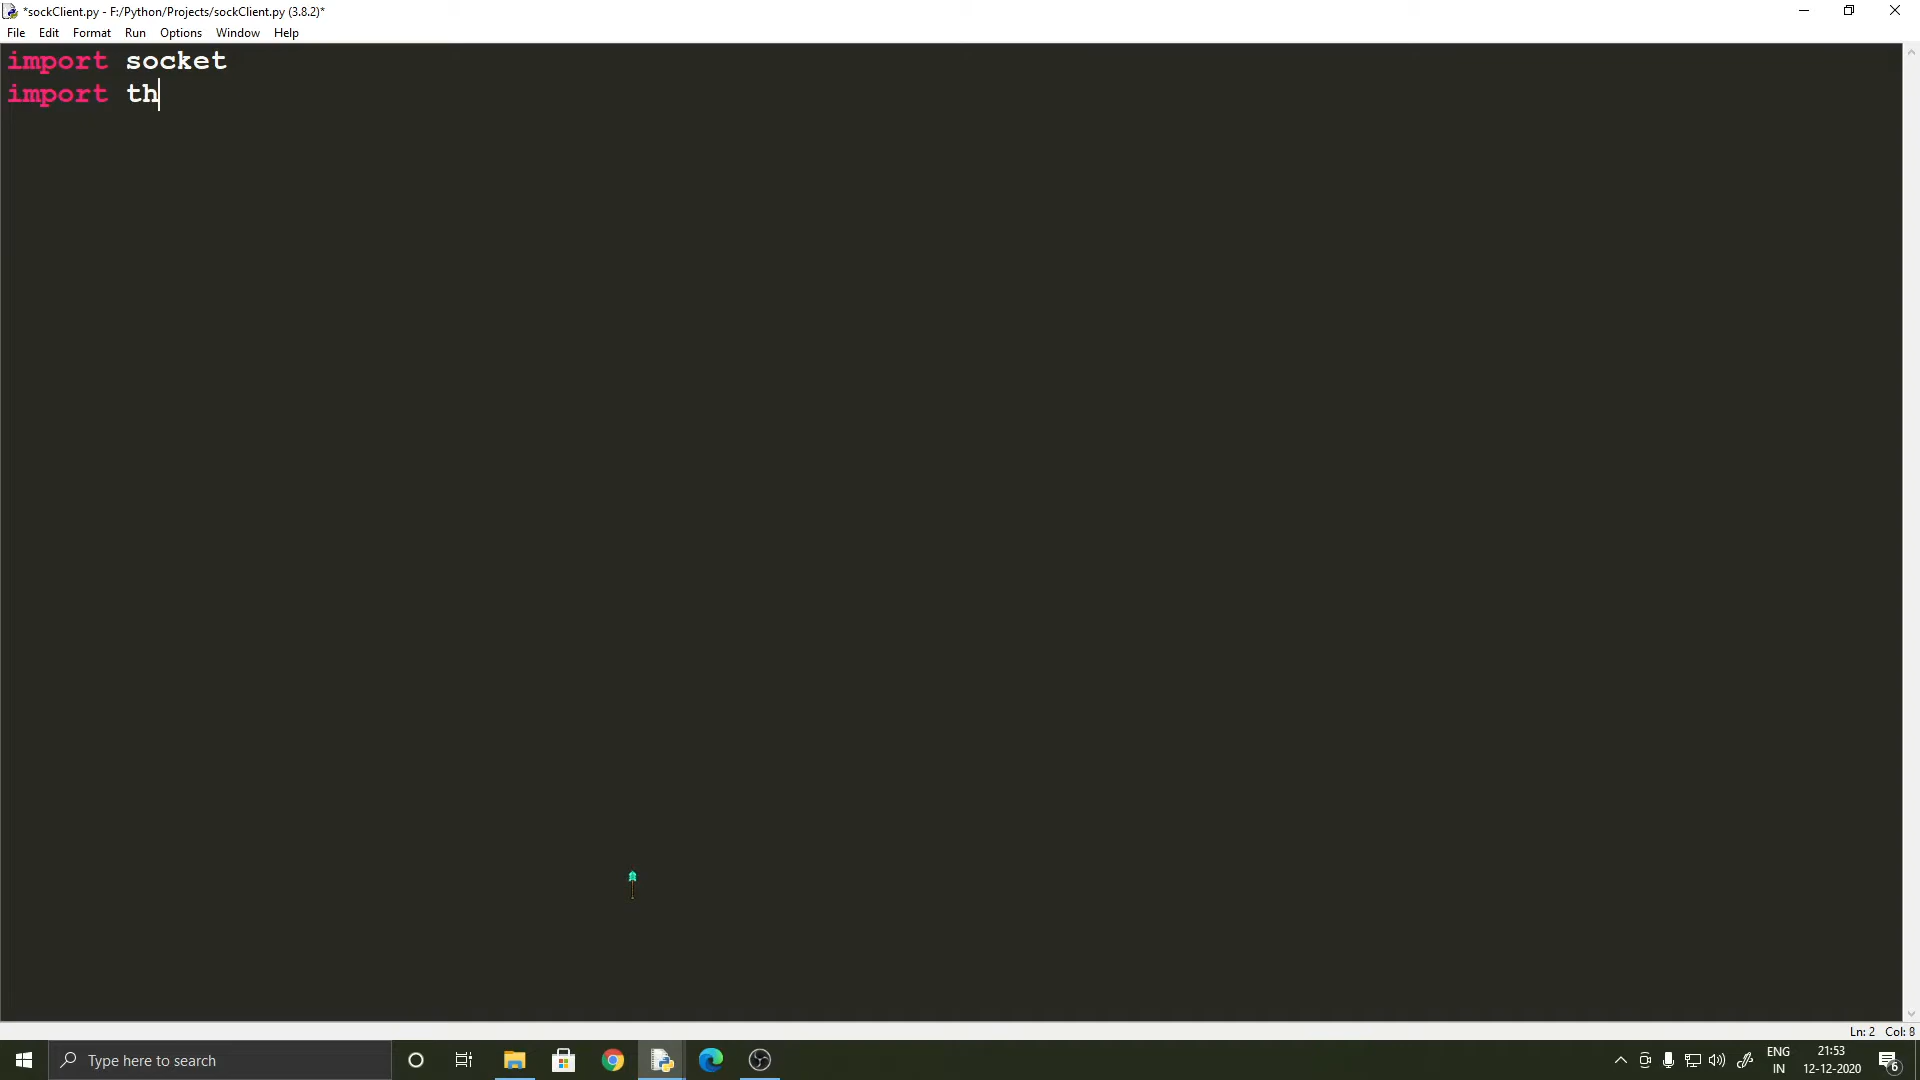 *sockClient.py - F:/Python/Projects/sockClient.py (3.8.2)*
File Edit Format Run Options Window Help
import socket
import th
Ln: 2 Col: 8
Type here to search
ENG
IN
21:53
12-12-2020
6